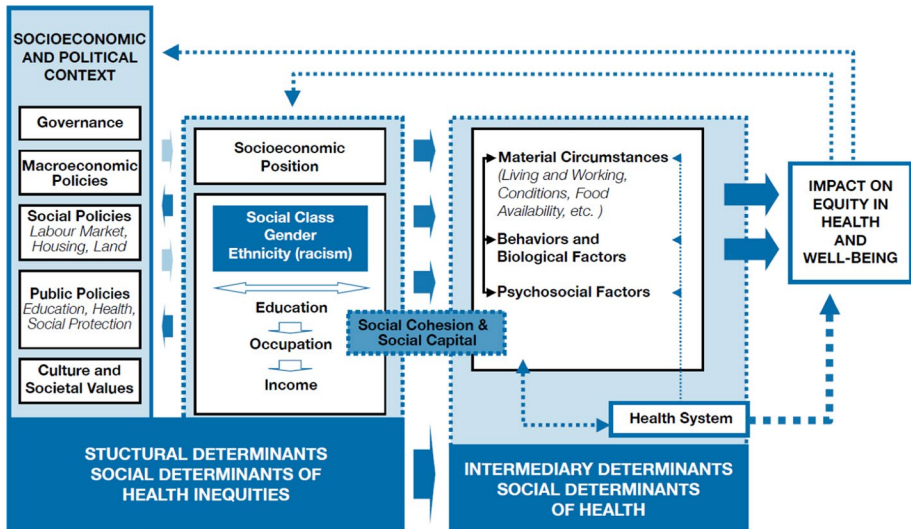 SOCIOECONOMIC
AND POLITICAL
CONTEXT
Governance
Macroeconomic
Policies
Social Policies
Labour Market,
Housing, Land
Public Policies
Education, Health,
Social Protection
Culture and
Societal Values
Socioeconomic
Position
Social Class
Gender
Ethnicity (racism)
Education
Occupation
Income
Social Cohesion &
Social Capital
Material Circumstances
(Living and Working,
Conditions, Food
Availability, etc. )
Behaviors and
Biological Factors
Psychosocial Factors
Health System
IMPACT ON
EQUITY IN
HEALTH
AND
WELL-BEING
STUCTURAL DETERMINANTS
SOCIAL DETERMINANTS OF
HEALTH INEQUITIES
INTERMEDIARY DETERMINANTS
SOCIAL DETERMINANTS
OF HEALTH